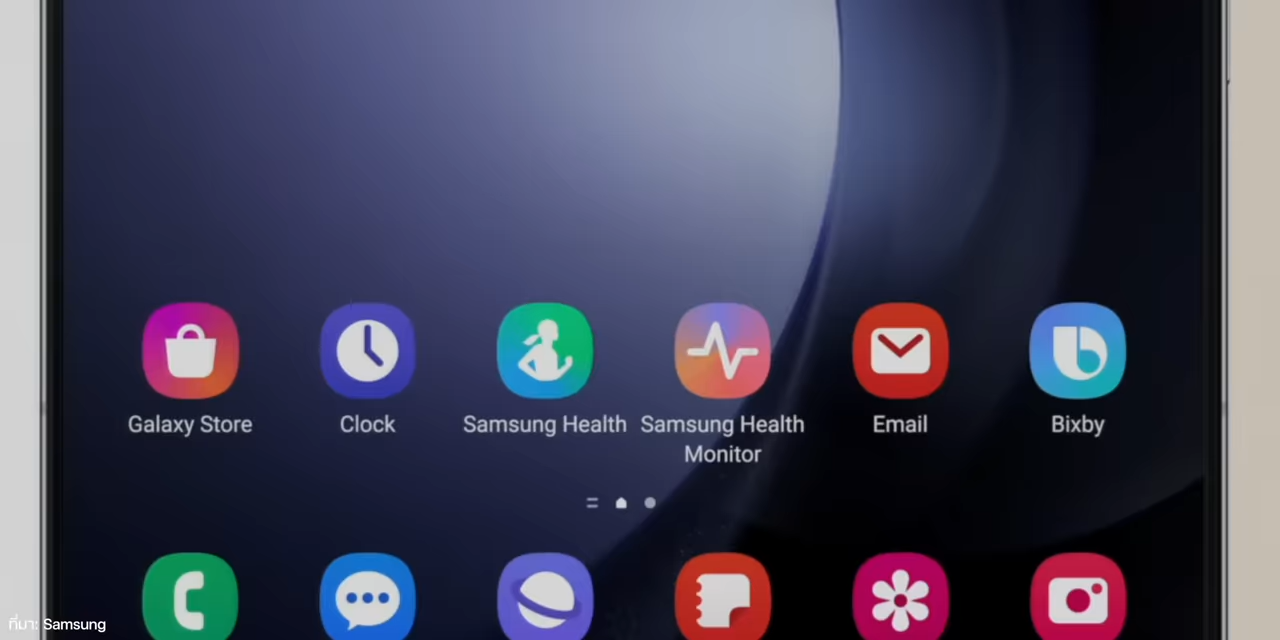 Galaxy Store
Clock
Samsung Health
Samsung Health
Monitor
Email
Bixby
ที่มา: Samsung